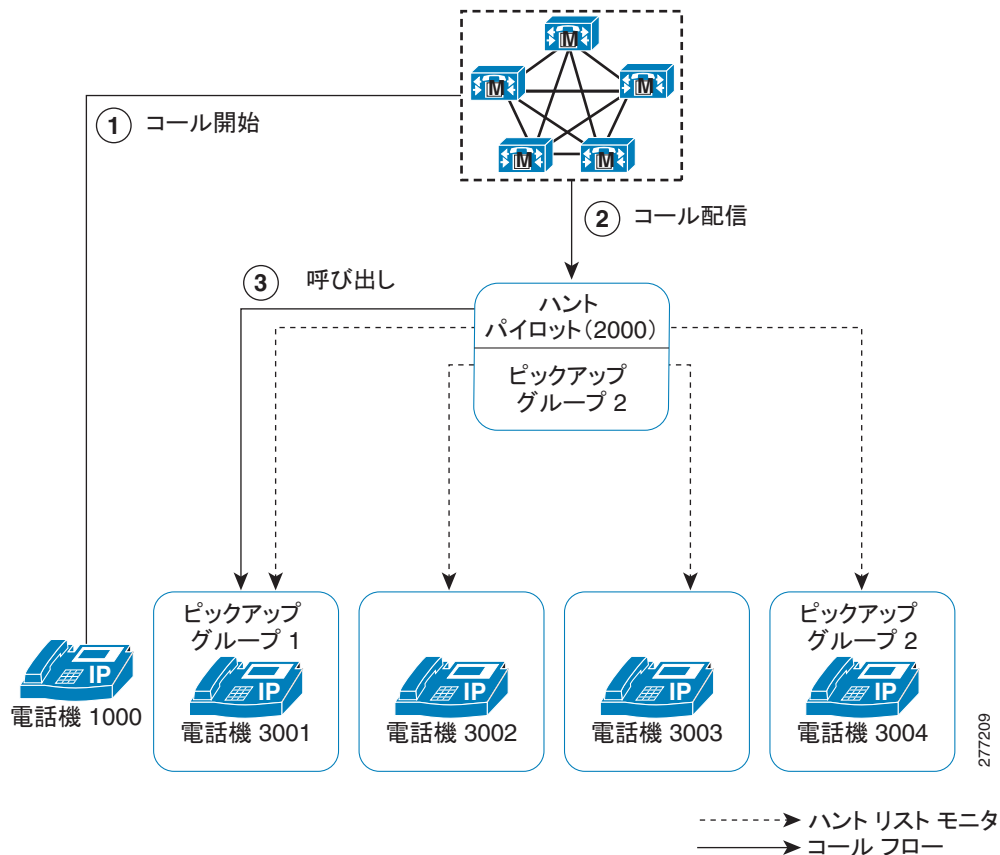 M
M
M
M
M
① コール開始
② コール配信
③ 呼び出し
ハント
パイロット(2000)
ピックアップ
グループ 2
ピックアップ
グループ 1
ピックアップ
グループ 2
IP
IP
IP
IP
IP
電話機 1000
電話機 3001
電話機 3002
電話機 3003
電話機 3004
277209
ハント リスト モニタ
コール フロー